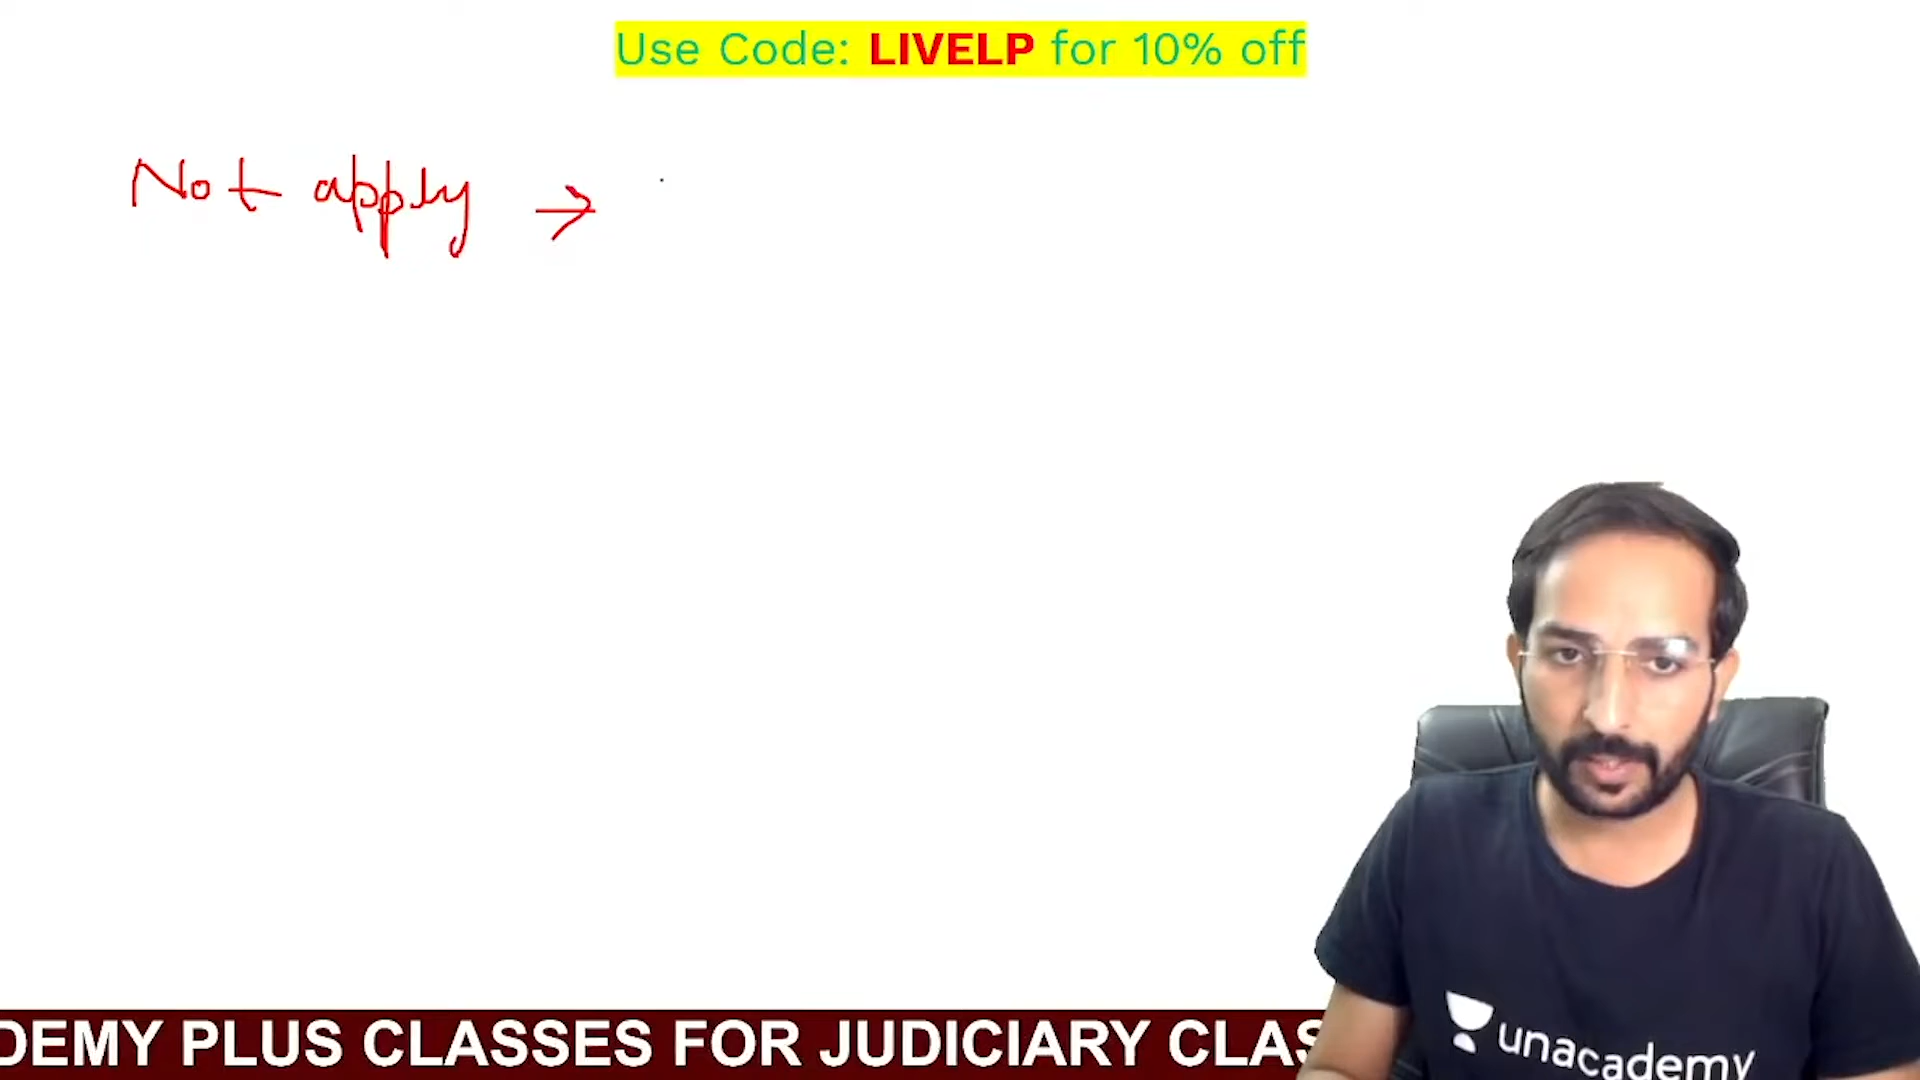 Use Code: LIVELP for 10% off
Not apply →
unacademy
DEMY PLUS CLASSES FOR JUDICIARY CLAS